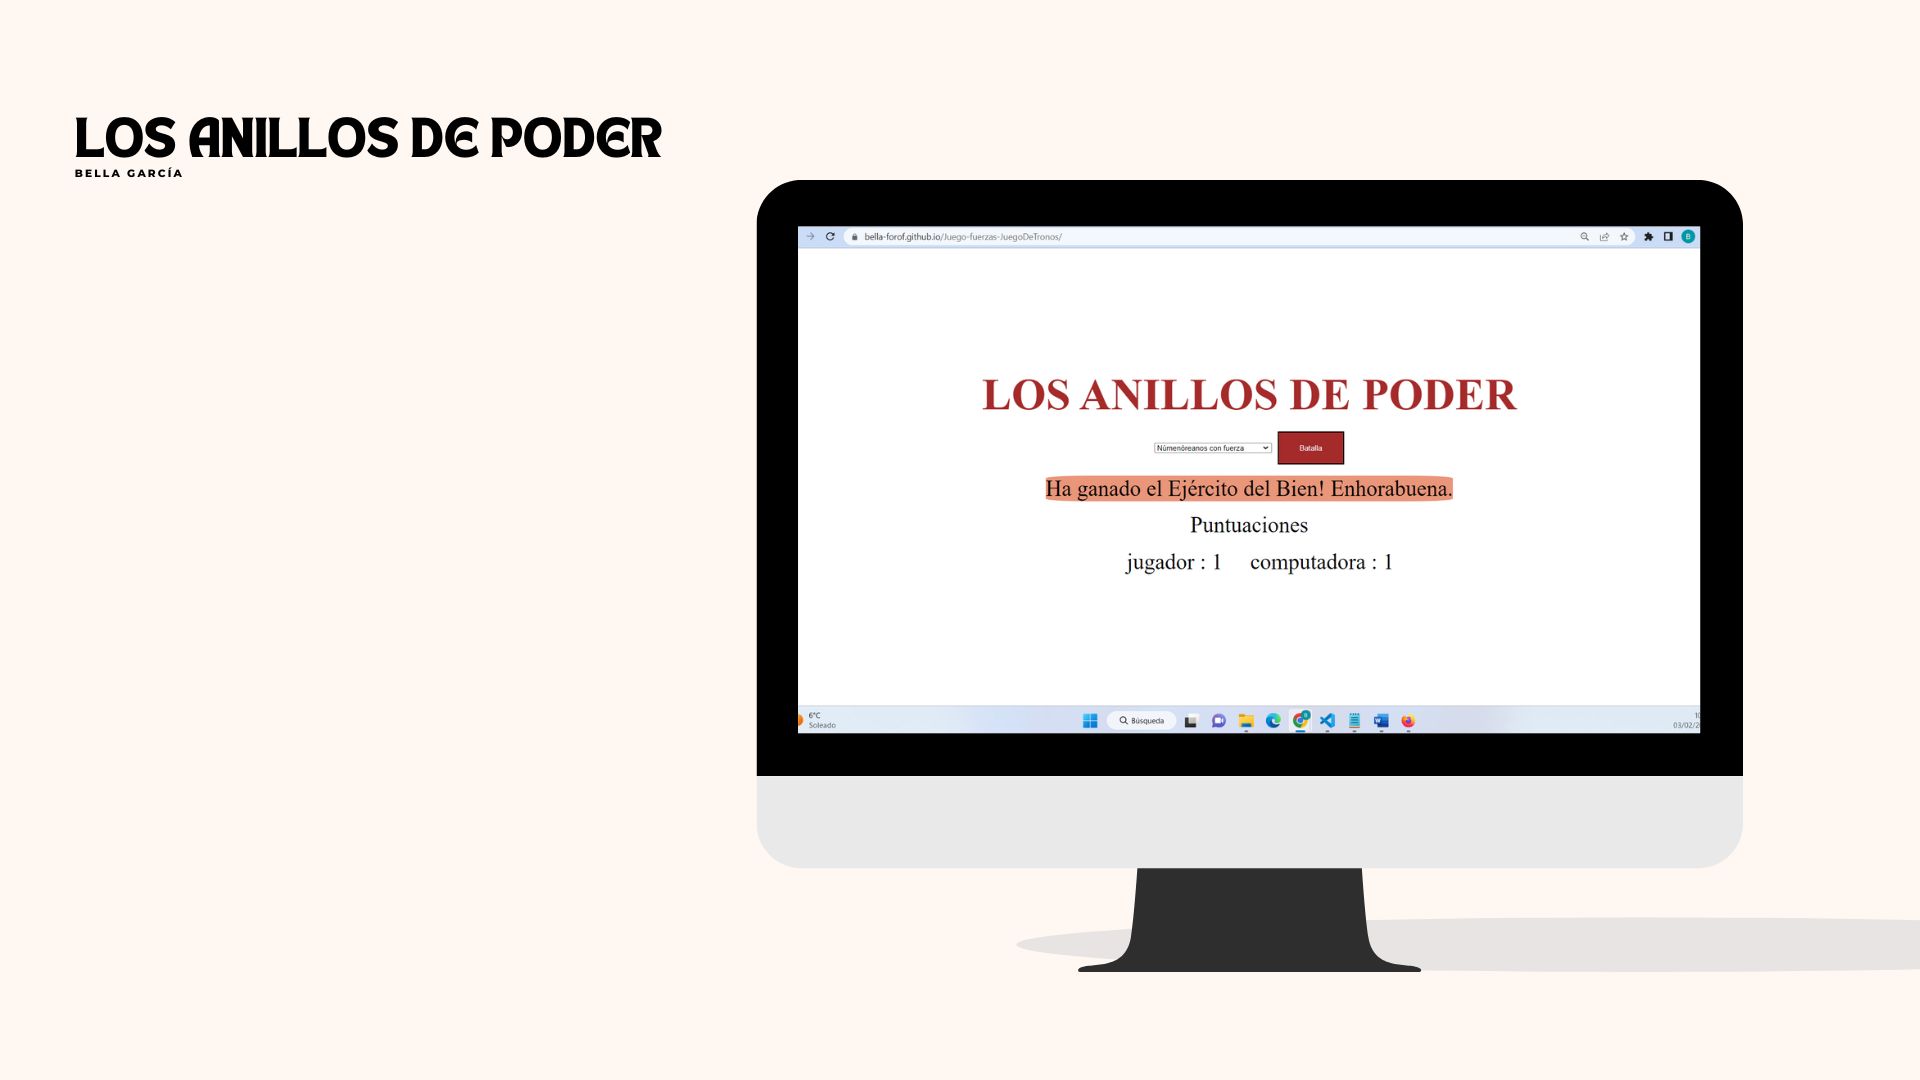 LOS ANILLOS DE PODER
BELLA GARCÍA
bella-forof.github.io/Juego-fuerzas-JuegoDeTronos/
B
LOS ANILLOS DE PODER
Númenóreanos con fuerza
Batalla
Ha ganado el Ejército del Bien! Enhorabuena.
Puntuaciones
jugador : 1 computadora : 1
6°C
Soleado
Búsqueda
03/02/2